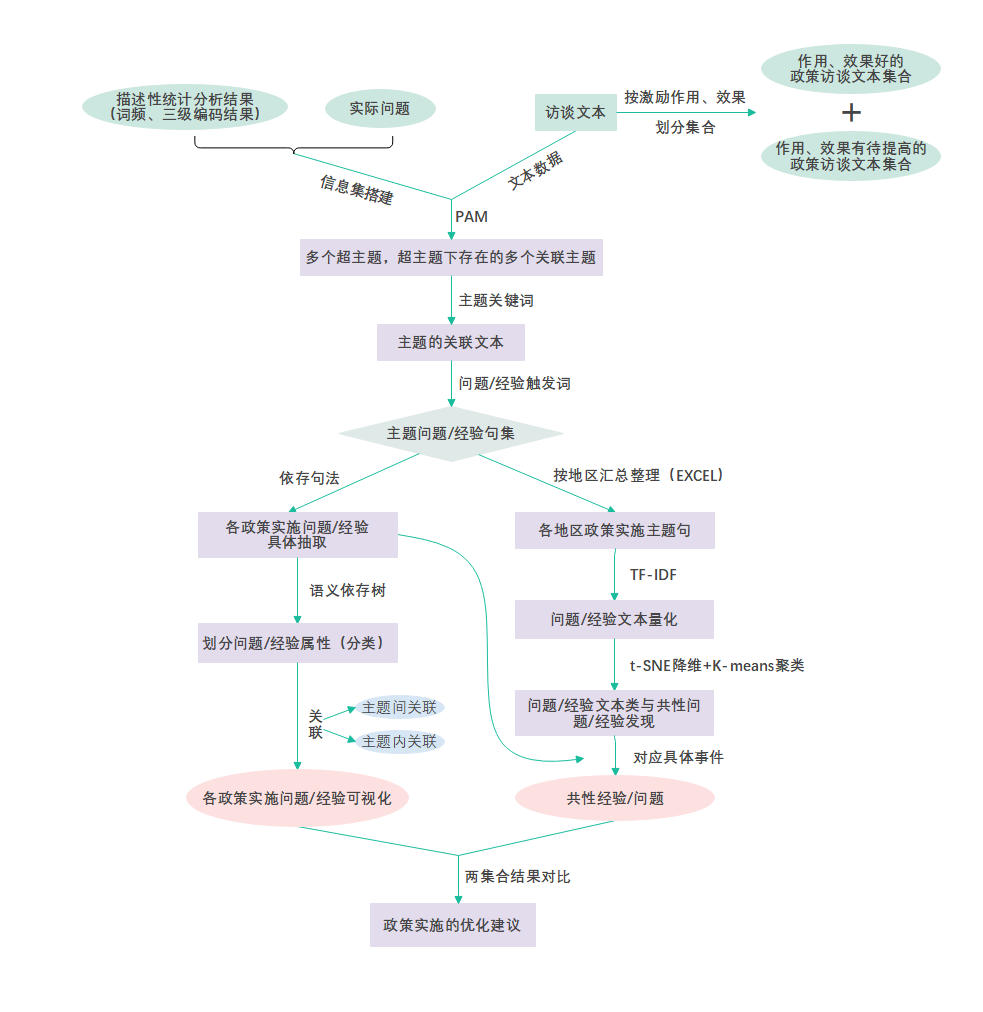 作用、效果好的
政策访谈文本集合
描述性统计分析结果
(词频、三级编码结果)
实际问题
访谈文本
按激励作用、效果
划分集合
+
作用、效果有待提高的
政策访谈文本集合
信息集搭建
文本数据
PAM
多个超主题，超主题下存在的多个关联主题
主题关键词
主题的关联文本
问题/经验触发词
主题问题/经验句集
依存句法
按地区汇总整理（EXCEL)
各政策实施问题/经验
具体抽取
各地区政策实施主题句
语义依存树
TF-IDF
划分问题/经验属性（分类）
问题/经验文本量化
t-SNE降维+K-means聚类
关
联
主题间关联
主题内关联
问题/经验文本类与共性问
题/经验发现
对应具体事件
各政策实施问题/经验可视化
共性经验/问题
两集合结果对比
政策实施的优化建议